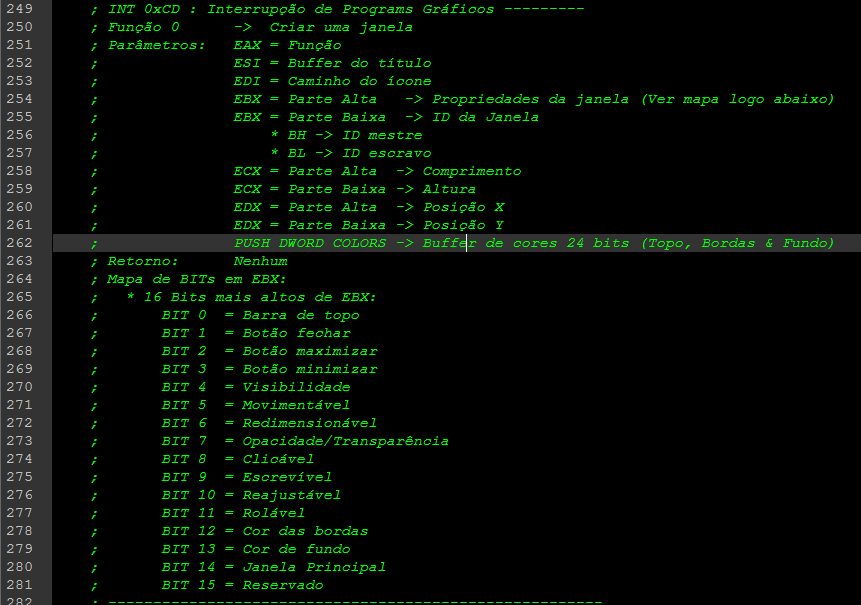 249 ; INT 0xCD : Interrupção de Programs Gráficos ---------
250 ; Função 0 -> Criar uma janela
251 ; Parâmetros: EAX = Função
252 ; ESI = Buffer do título
253 ; EDI = Caminho do ícone
254 ; EBX = Parte Alta -> Propriedades da janela (Ver mapa logo abaixo)
255 ; EBX = Parte Baixa -> ID da Janela
256 ; * BH -> ID mestre
257 ; * BL -> ID escravo
258 ; ECX = Parte Alta -> Comprimento
259 ; ECX = Parte Baixa -> Altura
260 ; EDX = Parte Alta -> Posição X
261 ; EDX = Parte Baixa -> Posição Y
262 ; PUSH DWORD COLORS -> Buffer de cores 24 bits (Topo, Bordas & Fundo)
263 ; Retorno: Nenhum
264 ; Mapa de BITs em EBX:
265 ; * 16 Bits mais altos de EBX:
266 ; BIT 0 = Barra de topo
267 ; BIT 1 = Botão fechar
268 ; BIT 2 = Botão maximizar
269 ; BIT 3 = Botão minimizar
270 ; BIT 4 = Visibilidade
271 ; BIT 5 = Movimentável
272 ; BIT 6 = Redimensionável
273 ; BIT 7 = Opacidade/Transparência
274 ; BIT 8 = Clicável
275 ; BIT 9 = Escrevível
276 ; BIT 10 = Reajustável
277 ; BIT 11 = Rolável
278 ; BIT 12 = Cor das bordas
279 ; BIT 13 = Cor de fundo
280 ; BIT 14 = Janela Principal
281 ; BIT 15 = Reservado
282 ; -------------------------------------------------------